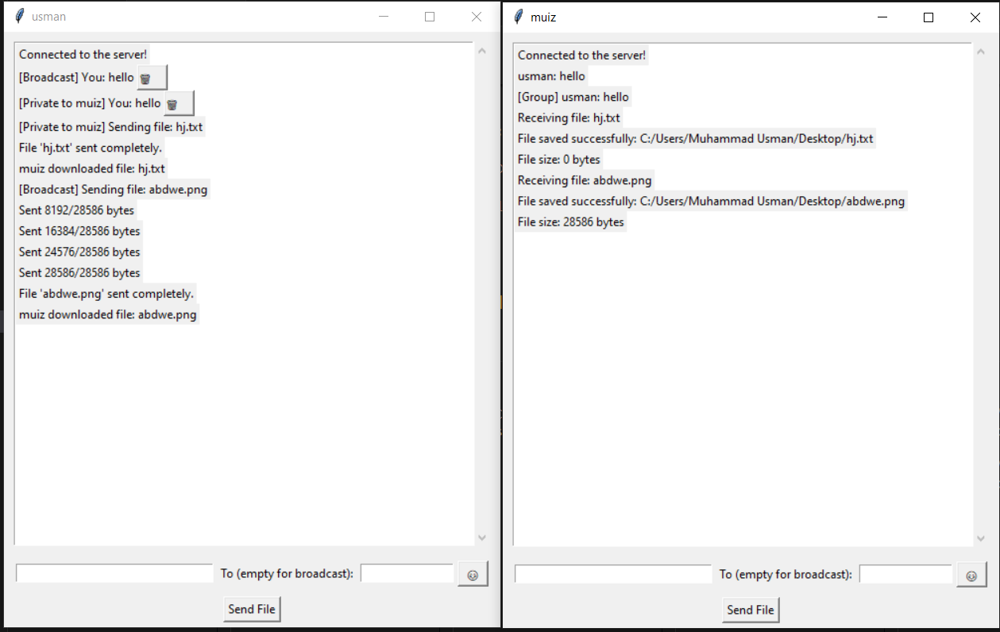 usman
Connected to the server!
[Broadcast] You: hello
[Private to muiz] You: hello
[Private to muiz] Sending file: hj.txt
File 'hj.txt' sent completely.
muiz downloaded file: hj.txt
[Broadcast] Sending file: abdwe.png
Sent 8192/28586 bytes
Sent 16384/28586 bytes
Sent 24576/28586 bytes
Sent 28586/28586 bytes
File 'abdwe.png' sent completely.
muiz downloaded file: abdwe.png
To (empty for broadcast):
Send File
muiz
Connected to the server!
usman: hello
[Group] usman: hello
Receiving file: hj.txt
File saved successfully: C:/Users/Muhammad Usman/Desktop/hj.txt
File size: 0 bytes
Receiving file: abdwe.png
File saved successfully: C:/Users/Muhammad Usman/Desktop/abdwe.png
File size: 28586 bytes
To (empty for broadcast):
Send File